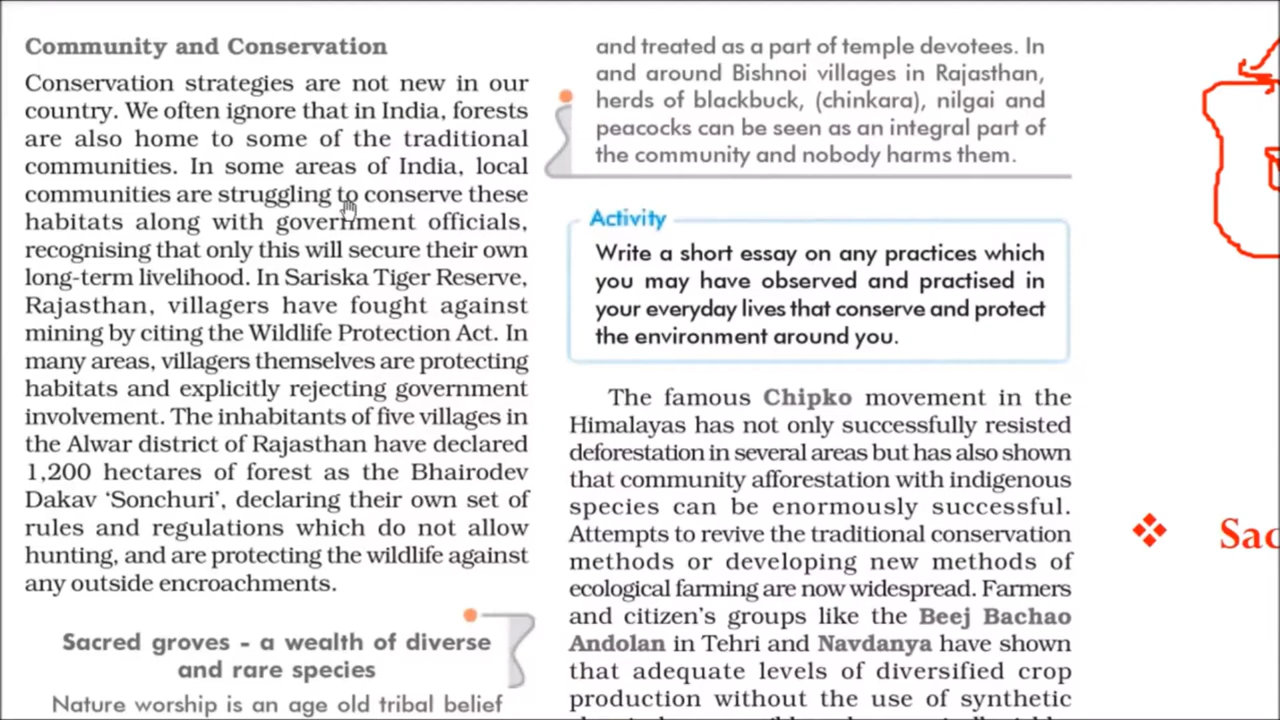 Community and Conservation
Conservation strategies are not new in our
country. We often ignore that in India, forests
are also home to some of the traditional
communities. In some areas of India, local
communities are struggling to conserve these
habitats along with government officials,
recognising that only this will secure their own
long-term livelihood. In Sariska Tiger Reserve,
Rajasthan, villagers have fought against
mining by citing the Wildlife Protection Act. In
many areas, villagers themselves are protecting
habitats and explicitly rejecting government
involvement. The inhabitants of five villages in
the Alwar district of Rajasthan have declared
1,200 hectares of forest as the Bhairodev
Dakav ‘Sonchuri’, declaring their own set of
rules and regulations which do not allow
hunting, and are protecting the wildlife against
any outside encroachments.
Sacred groves - a wealth of diverse
and rare species
Nature worship is an age old tribal belief
and treated as a part of temple devotees. In
and around Bishnoi villages in Rajasthan,
herds of blackbuck, (chinkara), nilgai and
peacocks can be seen as an integral part of
the community and nobody harms them.
Activity
Write a short essay on any practices which
you may have observed and practised in
your everyday lives that conserve and protect
the environment around you.
The famous Chipko movement in the
Himalayas has not only successfully resisted
deforestation in several areas but has also shown
that community afforestation with indigenous
species can be enormously successful.
Attempts to revive the traditional conservation
methods or developing new methods of
ecological farming are now widespread. Farmers
and citizen’s groups like the Beej Bachao
Andolan in Tehri and Navdanya have shown
that adequate levels of diversified crop
production without the use of synthetic
Sac